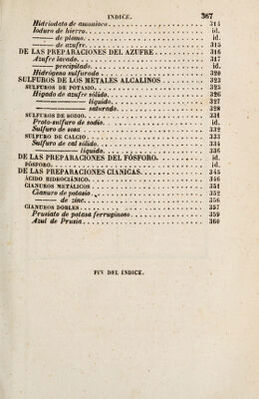 INDICE. 367
Hidriodato de amoniaco 314
Ioduro de hierro. id.
——— de plomo. id.
——— de azufre. 315
DE LAS PREPARACIONES DEL AZUFRE 316
Azufre lavado. 317
——— precipitado. id.
Hidrógeno sulfurado 320
SULFUROS DE LOS METALES ALCALINOS 323
SULFUROS DE POTASIO. 325
Hígado de azufre sólido. 326
——— líquido. 327
——— saturado. 328
SULFUROS DE SODIO. 331
Proto-sulfuro de sodio. id.
Sulfuro de sosa 332
SULFURO DE CALCIO 333
Sulfuro de cal sólido. 334
——— líquido. 336
DE LAS PREPARACIONES DEL FÓSFORO. id.
FÓSFORO. id.
DE LAS PREPARACIONES CIANICAS. 345
ÁCIDO HIDROCIÁNICO. 346
CIANUROS METÁLICOS 351
Cianuro de potasio. 352
——— de zinc. 356
CIANUROS DOBLES 357
Prusiato de potasa ferruginoso 359
Azul de Prusia 360
FIN DEL ÍNDICE.